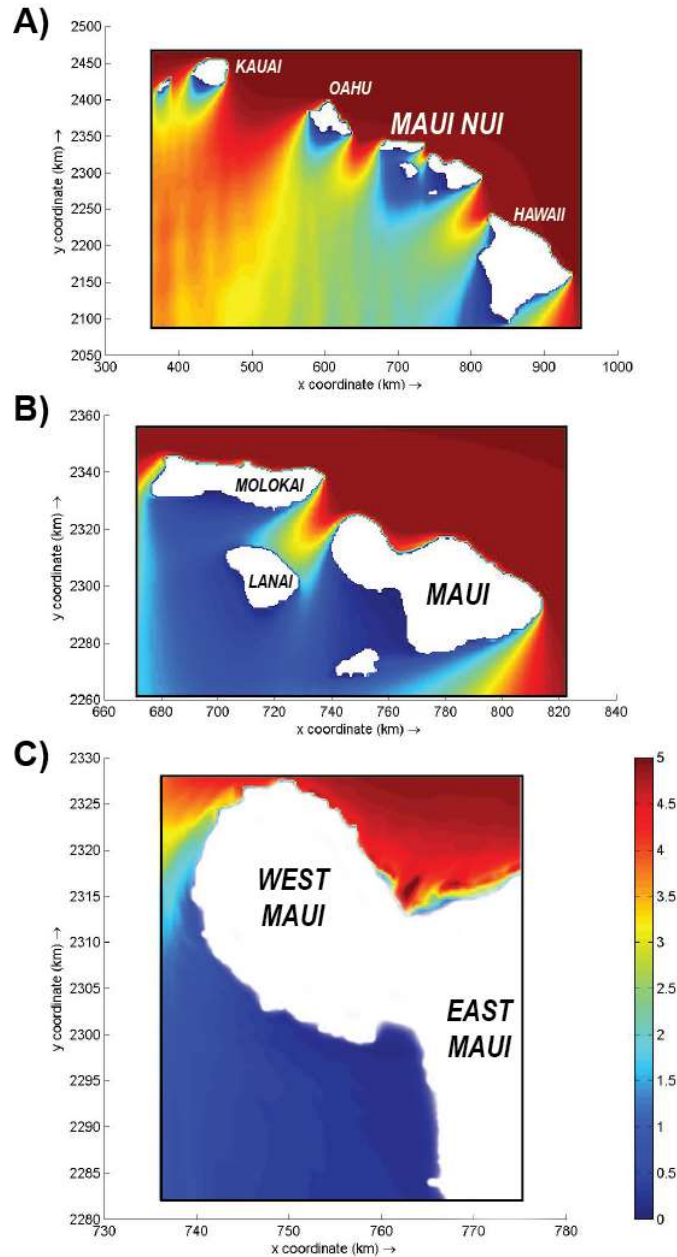 A)
2500
2450
2400
2350
2300
2250
2200
2150
2100
2050
y coordinate (km) →
KAUAI
OAHU
MAUI NUI
HAWAII
300 400 500 600 700 800 900 1000
x coordinate (km) →
B)
2360
2340
2320
2300
2280
2260
y coordinate (km) →
MOLOKAI
LANAI
MAUI
660 680 700 720 740 760 780 800 820 840
x coordinate (km) →
C)
2330
2325
2320
2315
2310
2305
2300
2295
2290
2285
2280
y coordinate (km) →
WEST
MAUI
EAST
MAUI
730 740 750 760 770 780
x coordinate (km) →
5
4.5
4
3.5
3
2.5
2
1.5
1
0.5
0